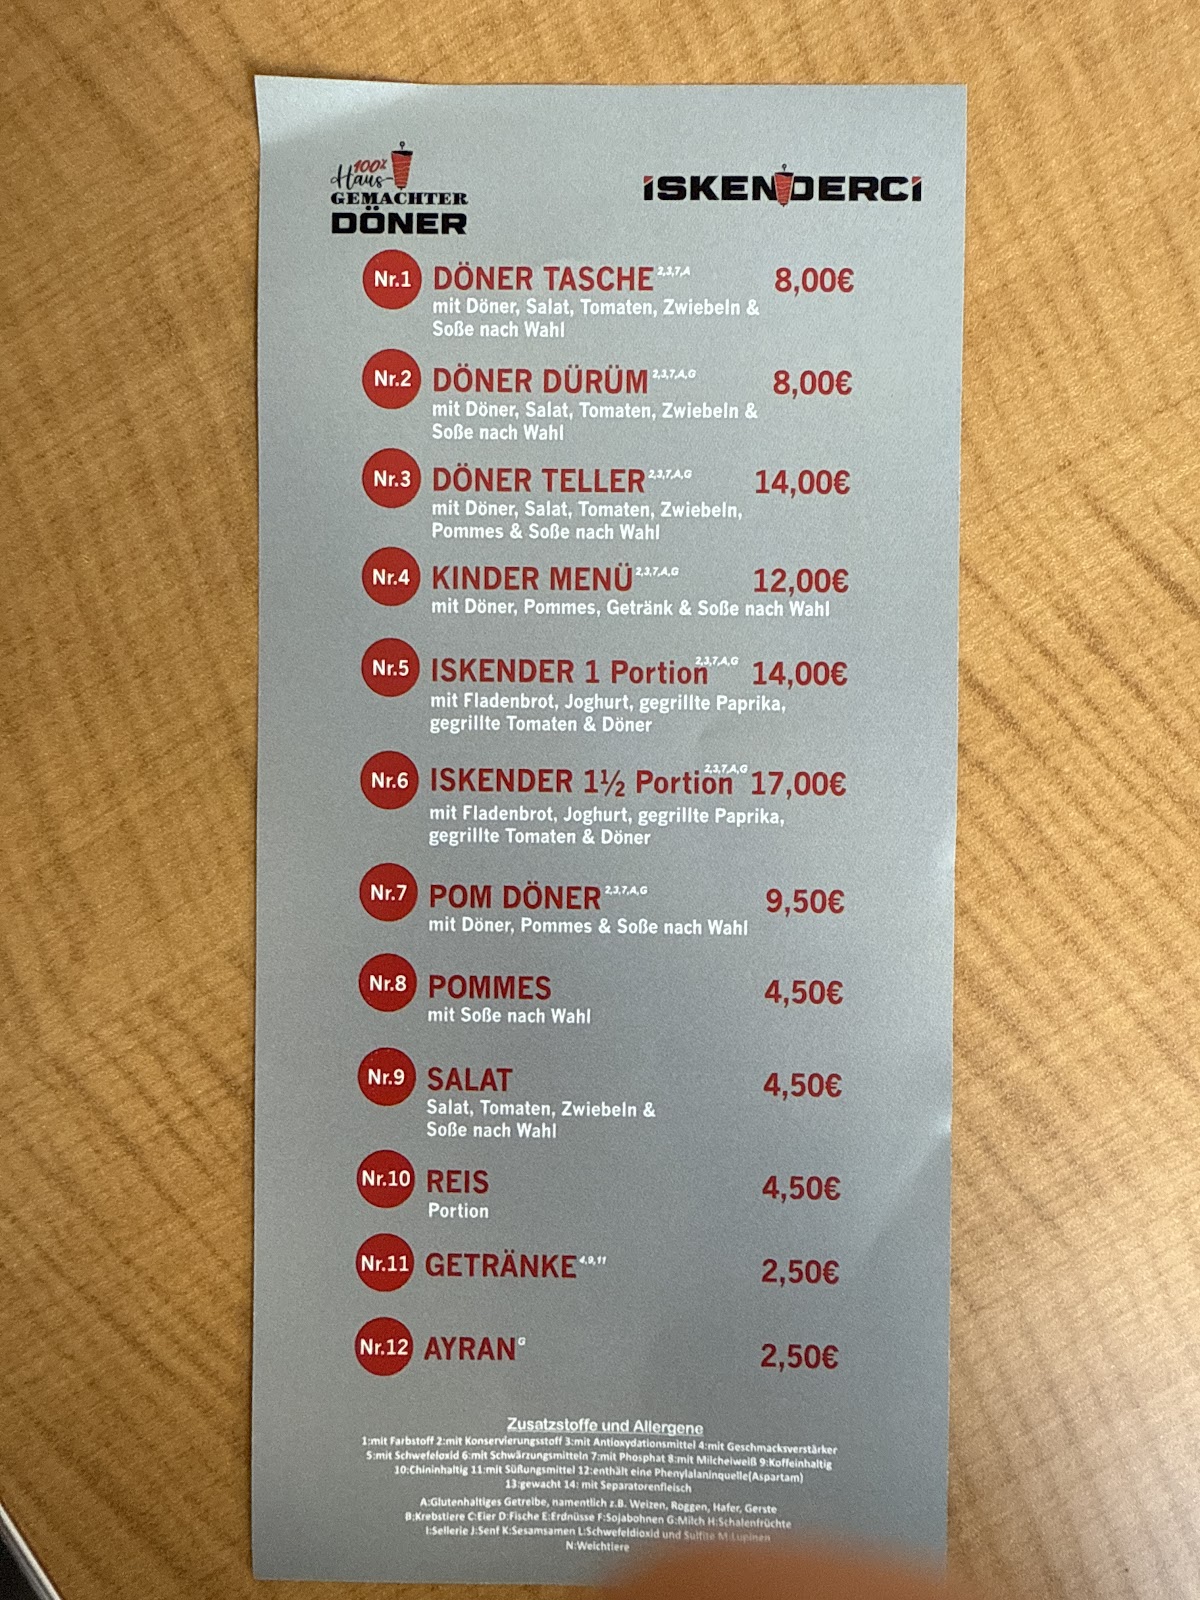 100% Haus-
GEMACHTER
DÖNER
İSKENDERCİ
Nr.1 DÖNER TASCHE 2,3,7,A 8,00€
mit Döner, Salat, Tomaten, Zwiebeln &
Soße nach Wahl
Nr.2 DÖNER DÜRÜM 2,3,7,A,G 8,00€
mit Döner, Salat, Tomaten, Zwiebeln &
Soße nach Wahl
Nr.3 DÖNER TELLER 2,3,7,A,G 14,00€
mit Döner, Salat, Tomaten, Zwiebeln,
Pommes & Soße nach Wahl
Nr.4 KINDER MENÜ 2,3,7,A,G 12,00€
mit Döner, Pommes, Getränk & Soße nach Wahl
Nr.5 ISKENDER 1 Portion 2,3,7,A,G 14,00€
mit Fladenbrot, Joghurt, gegrillte Paprika,
gegrillte Tomaten & Döner
Nr.6 ISKENDER 1½ Portion 2,3,7,A,G 17,00€
mit Fladenbrot, Joghurt, gegrillte Paprika,
gegrillte Tomaten & Döner
Nr.7 POM DÖNER 2,3,7,A,G 9,50€
mit Döner, Pommes & Soße nach Wahl
Nr.8 POMMES 4,50€
mit Soße nach Wahl
Nr.9 SALAT 4,50€
Salat, Tomaten, Zwiebeln &
Soße nach Wahl
Nr.10 REIS 4,50€
Portion
Nr.11 GETRÄNKE 4,9,11 2,50€
Nr.12 AYRAN G 2,50€
Zusatzstoffe und Allergene
1:mit Farbstoff 2:mit Konservierungsstoff 3:mit Antioxydationsmittel 4:mit Geschmacksverstärker
5:mit Schwefeloxid 6:mit Schwärzungsmitteln 7:mit Phosphat 8:mit Milcheiweiß 9:Koffeinhaltig
10:Chininhaltig 11:mit Süßungsmittel 12:enthält eine Phenylalaninquelle(Aspartam)
13:gewacht 14: mit Separatorenfleisch
A:Glutenhaltiges Getreibe, namentlich z.B. Weizen, Roggen, Hafer, Gerste
B:Krebstiere C:Eier D:Fische E:Erdnüsse F:Sojabohnen G:Milch H:Schalenfrüchte
I:Sellerie J:Senf K:Sesamsamen L:Schwefeldioxid und Sulfite M:Lupinen
N:Weichtiere